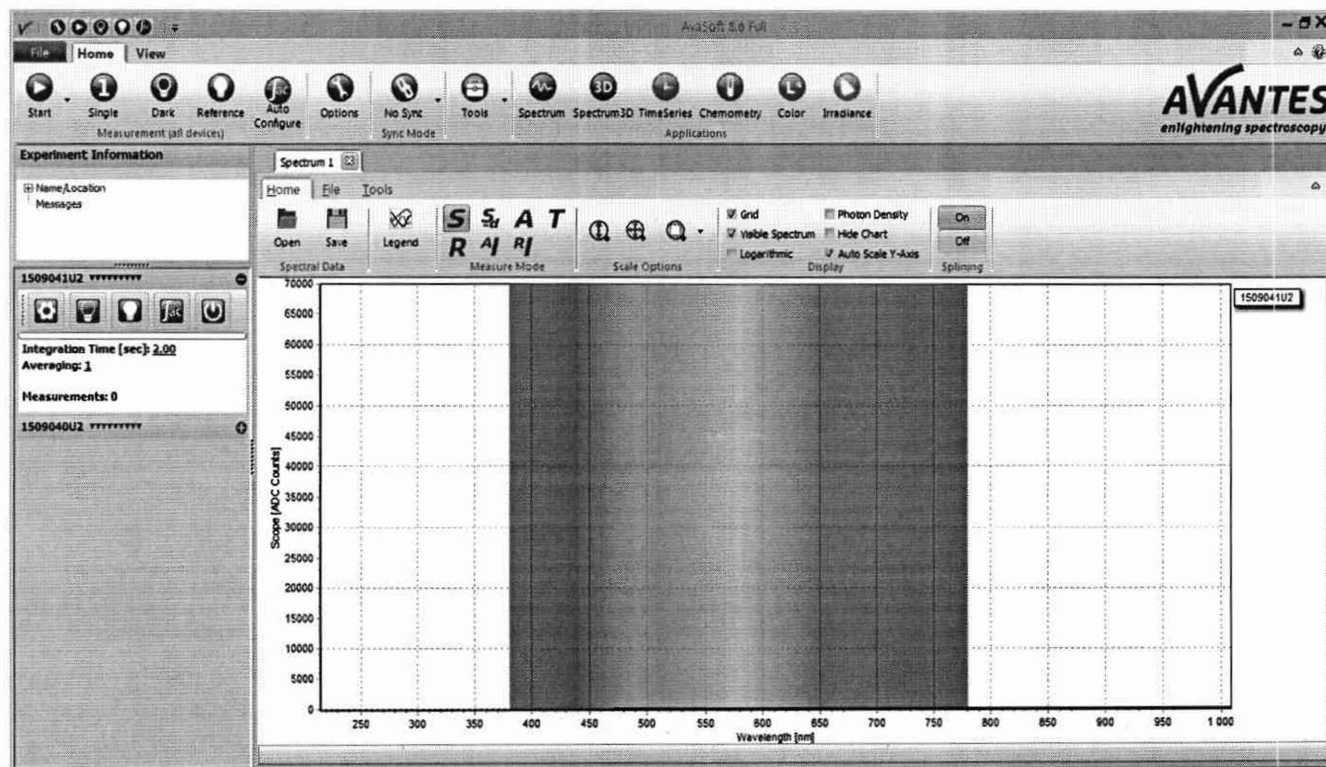 AvaSoft 8.6 Full
File Home View
Start Single Dark Reference Auto Configure Options No Sync Tools Spectrum Spectrum3D TimeSeries Chemometry Color Irradiance
Measurement (all devices) Sync Mode Applications
AVANTES
enlightening spectroscopy
Experiment Information
Name/Location
Messages
1509041U2
Integration Time [sec]: 2.00
Averaging: 1
Measurements: 0
1509040U2
Spectrum 1
Home File Tools
Open Save Legend S Sd A T R AI RI
Grid Photon Density On
Visible Spectrum Hide Chart Off
Logarithmic Auto Scale Y-Axis
Spectral Data Measure Mode Scale Options Display Splining
1509041U2
Scope [ADC Counts]
70000
65000
60000
55000
50000
45000
40000
35000
30000
25000
20000
15000
10000
5000
0
250 300 350 400 450 500 550 600 650 700 750 800 850 900 950 1 000
Wavelength [nm]